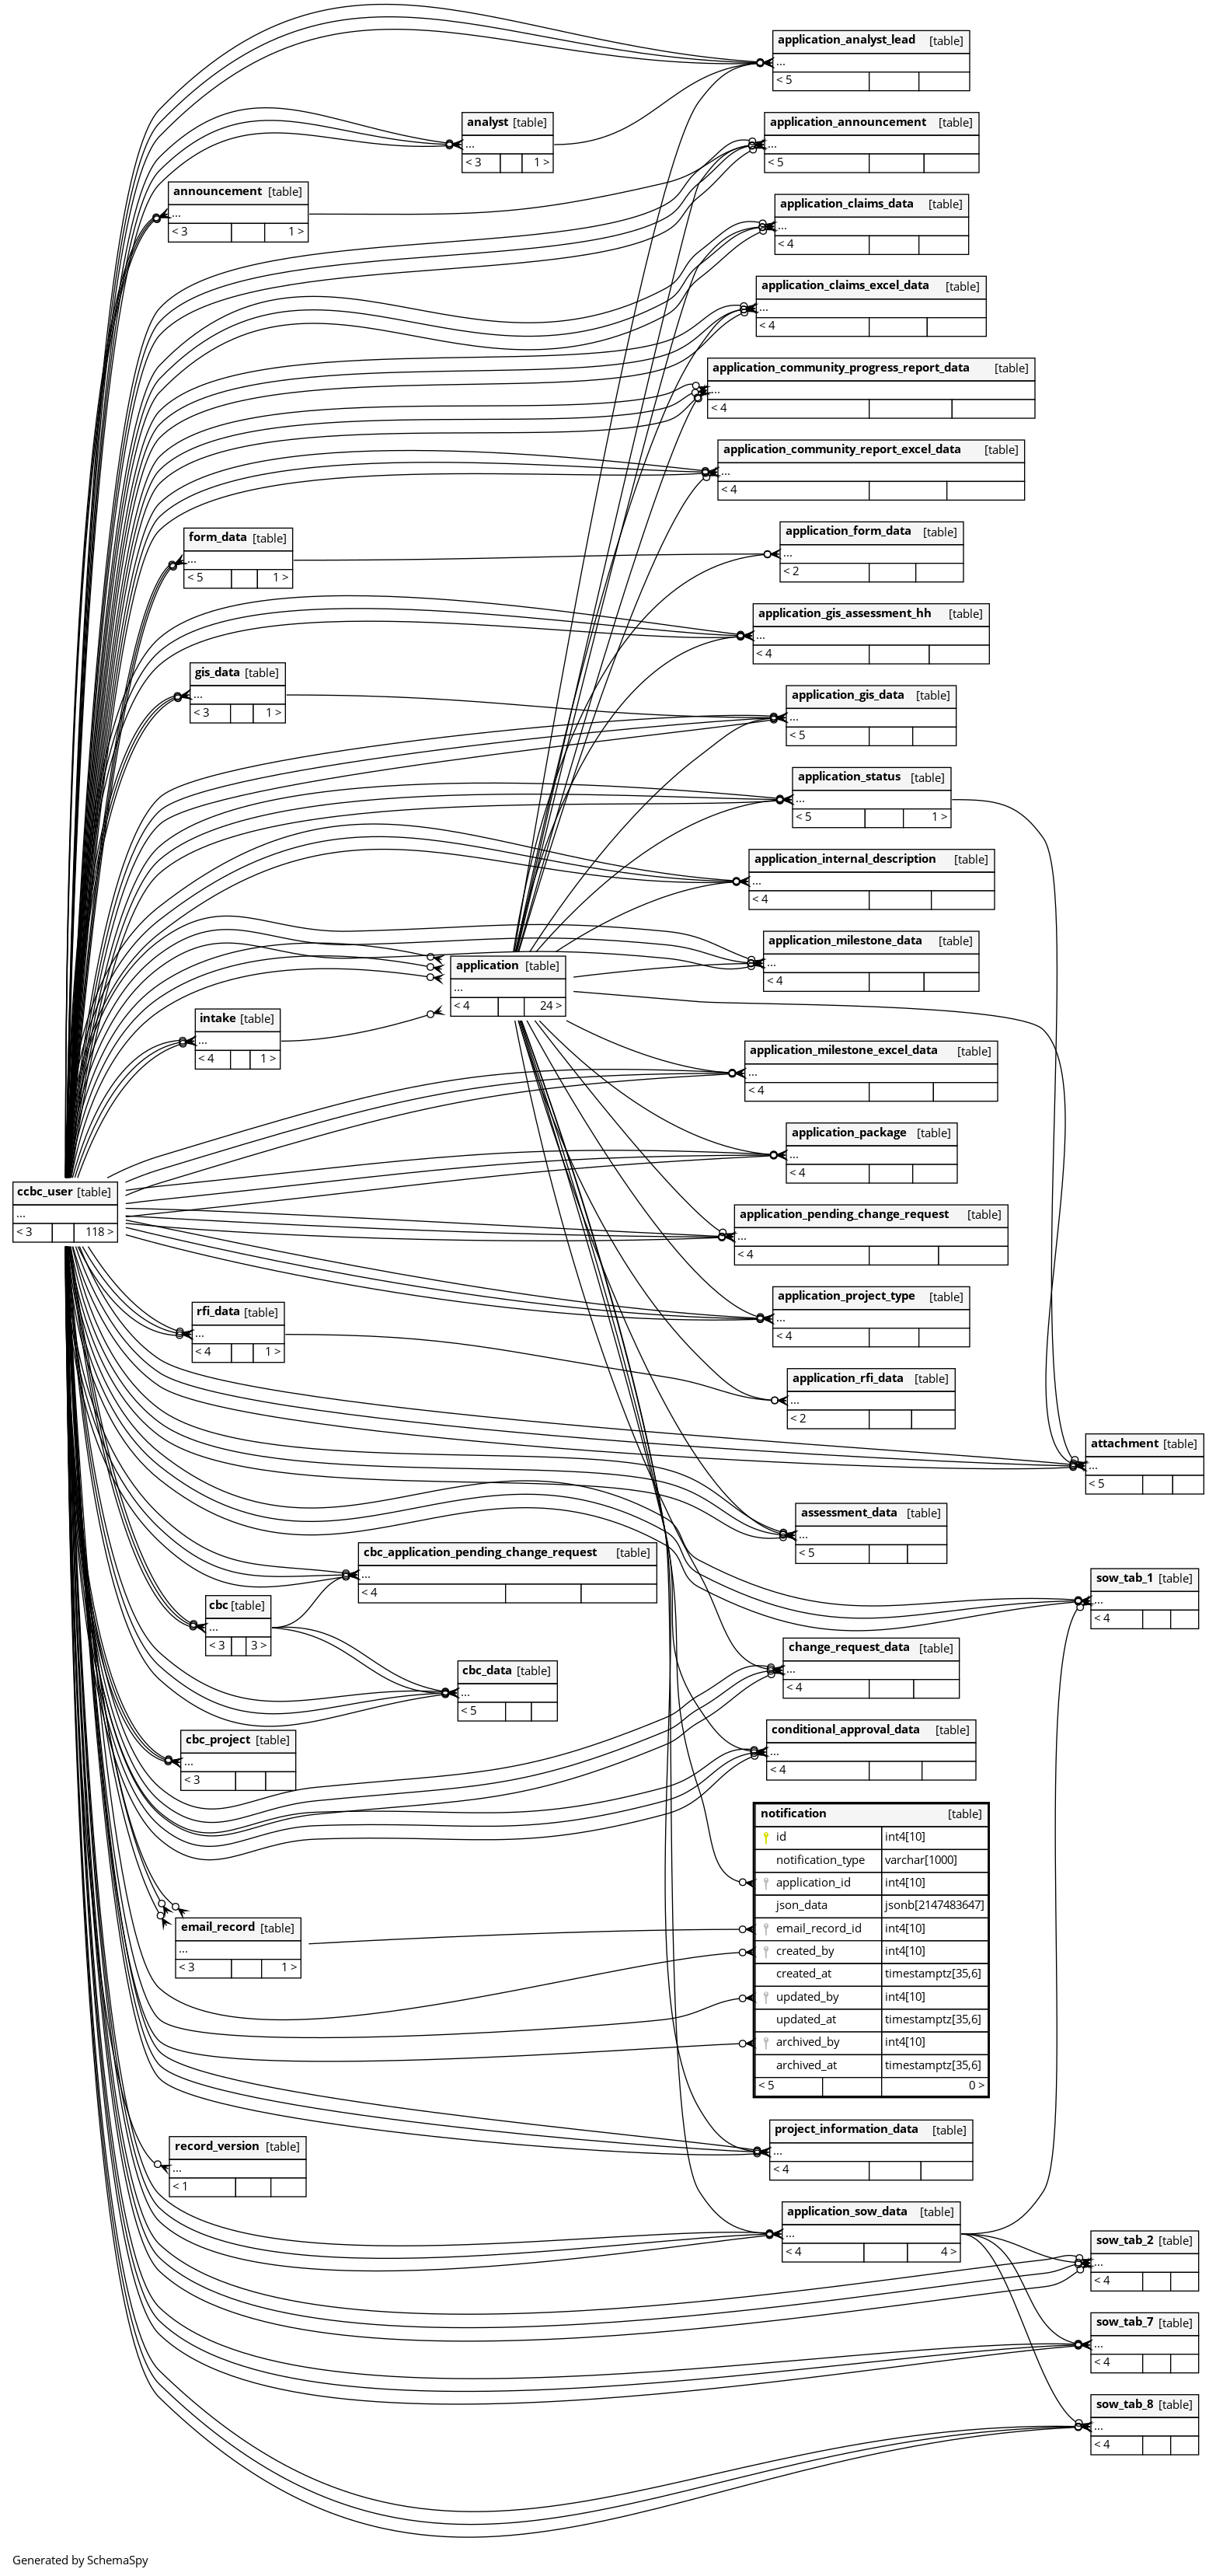 application_analyst_lead [table]
...
< 5
analyst [table]
...
< 3 1 >
application_announcement [table]
...
< 5
announcement [table]
...
< 3 1 >
application_claims_data [table]
...
< 4
application_claims_excel_data [table]
...
< 4
application_community_progress_report_data [table]
...
< 4
application_community_report_excel_data [table]
...
< 4
form_data [table]
...
< 5 1 >
application_form_data [table]
...
< 2
application_gis_assessment_hh [table]
...
< 4
gis_data [table]
...
< 3 1 >
application_gis_data [table]
...
< 5
application_status [table]
...
< 5 1 >
application_internal_description [table]
...
< 4
application_milestone_data [table]
...
< 4
application [table]
...
< 4 24 >
intake [table]
...
< 4 1 >
application_milestone_excel_data [table]
...
< 4
application_package [table]
...
< 4
ccbc_user [table]
...
< 3 118 >
application_pending_change_request [table]
...
< 4
application_project_type [table]
...
< 4
rfi_data [table]
...
< 4 1 >
application_rfi_data [table]
...
< 2
attachment [table]
...
< 5
assessment_data [table]
...
< 5
cbc_application_pending_change_request [table]
...
< 4
sow_tab_1 [table]
...
< 4
cbc [table]
...
< 3 3 >
change_request_data [table]
...
< 4
cbc_data [table]
...
< 5
conditional_approval_data [table]
...
< 4
cbc_project [table]
...
< 3
notification [table]
id int4[10]
notification_type varchar[1000]
application_id int4[10]
json_data jsonb[2147483647]
email_record_id int4[10]
created_by int4[10]
created_at timestamptz[35,6]
updated_by int4[10]
updated_at timestamptz[35,6]
archived_by int4[10]
archived_at timestamptz[35,6]
< 5 0 >
email_record [table]
...
< 3 1 >
project_information_data [table]
...
< 4
record_version [table]
...
< 1
application_sow_data [table]
...
< 4 4 >
sow_tab_2 [table]
...
< 4
sow_tab_7 [table]
...
< 4
sow_tab_8 [table]
...
< 4
Generated by SchemaSpy